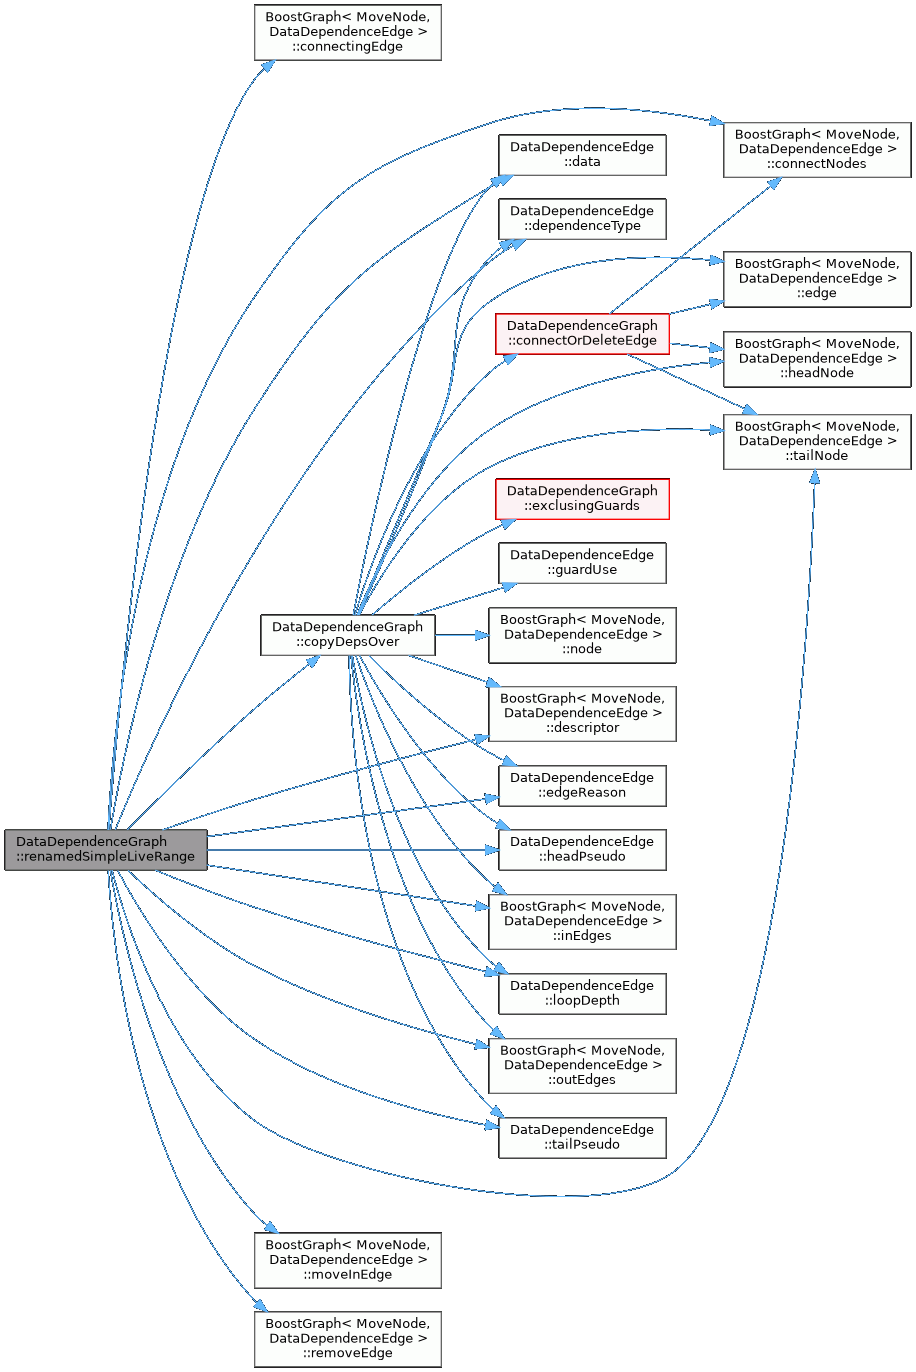 BoostGraph< MoveNode,
DataDependenceEdge >
::connectingEdge
BoostGraph< MoveNode,
DataDependenceEdge >
::connectNodes
DataDependenceEdge
::data
DataDependenceEdge
::dependenceType
BoostGraph< MoveNode,
DataDependenceEdge >
::edge
DataDependenceGraph
::connectOrDeleteEdge
BoostGraph< MoveNode,
DataDependenceEdge >
::headNode
BoostGraph< MoveNode,
DataDependenceEdge >
::tailNode
DataDependenceGraph
::exclusingGuards
DataDependenceEdge
::guardUse
DataDependenceGraph
::copyDepsOver
BoostGraph< MoveNode,
DataDependenceEdge >
::node
BoostGraph< MoveNode,
DataDependenceEdge >
::descriptor
DataDependenceEdge
::edgeReason
DataDependenceGraph
::renamedSimpleLiveRange
DataDependenceEdge
::headPseudo
BoostGraph< MoveNode,
DataDependenceEdge >
::inEdges
DataDependenceEdge
::loopDepth
BoostGraph< MoveNode,
DataDependenceEdge >
::outEdges
DataDependenceEdge
::tailPseudo
BoostGraph< MoveNode,
DataDependenceEdge >
::moveInEdge
BoostGraph< MoveNode,
DataDependenceEdge >
::removeEdge